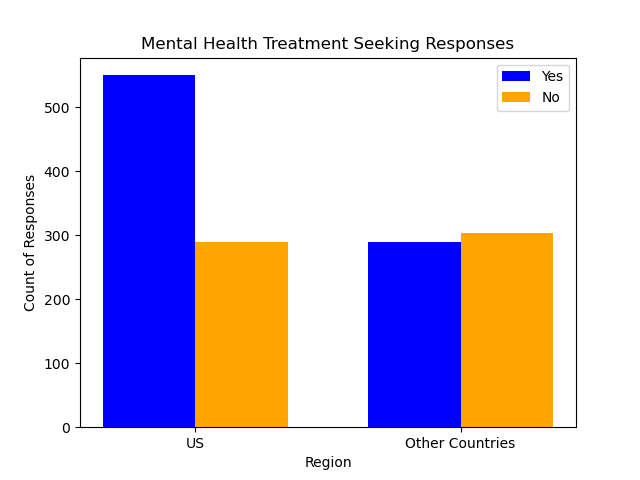 Mental Health Treatment Seeking Responses
Yes
No
500
400
300
200
100
0
Count of Responses
US
Other Countries
Region